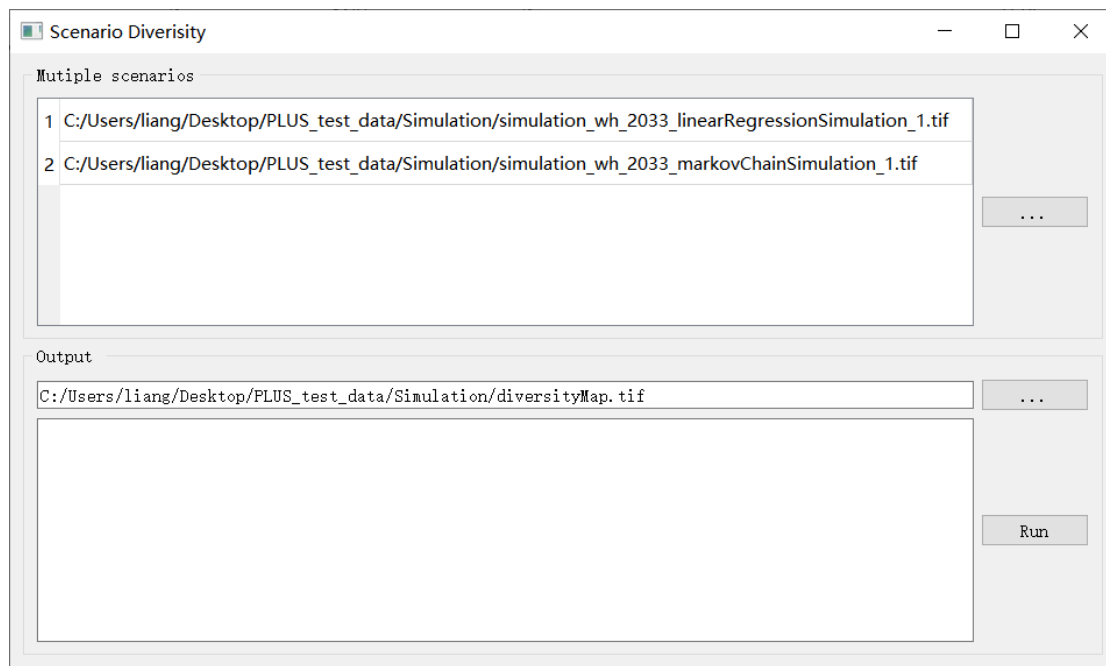 Scenario Diverisity
Mutiple scenarios
1 C:/Users/liang/Desktop/PLUS_test_data/Simulation/simulation_wh_2033_linearRegressionSimulation_1.tif
2 C:/Users/liang/Desktop/PLUS_test_data/Simulation/simulation_wh_2033_markovChainSimulation_1.tif
...
Output
C:/Users/liang/Desktop/PLUS_test_data/Simulation/diversityMap.tif
...
Run